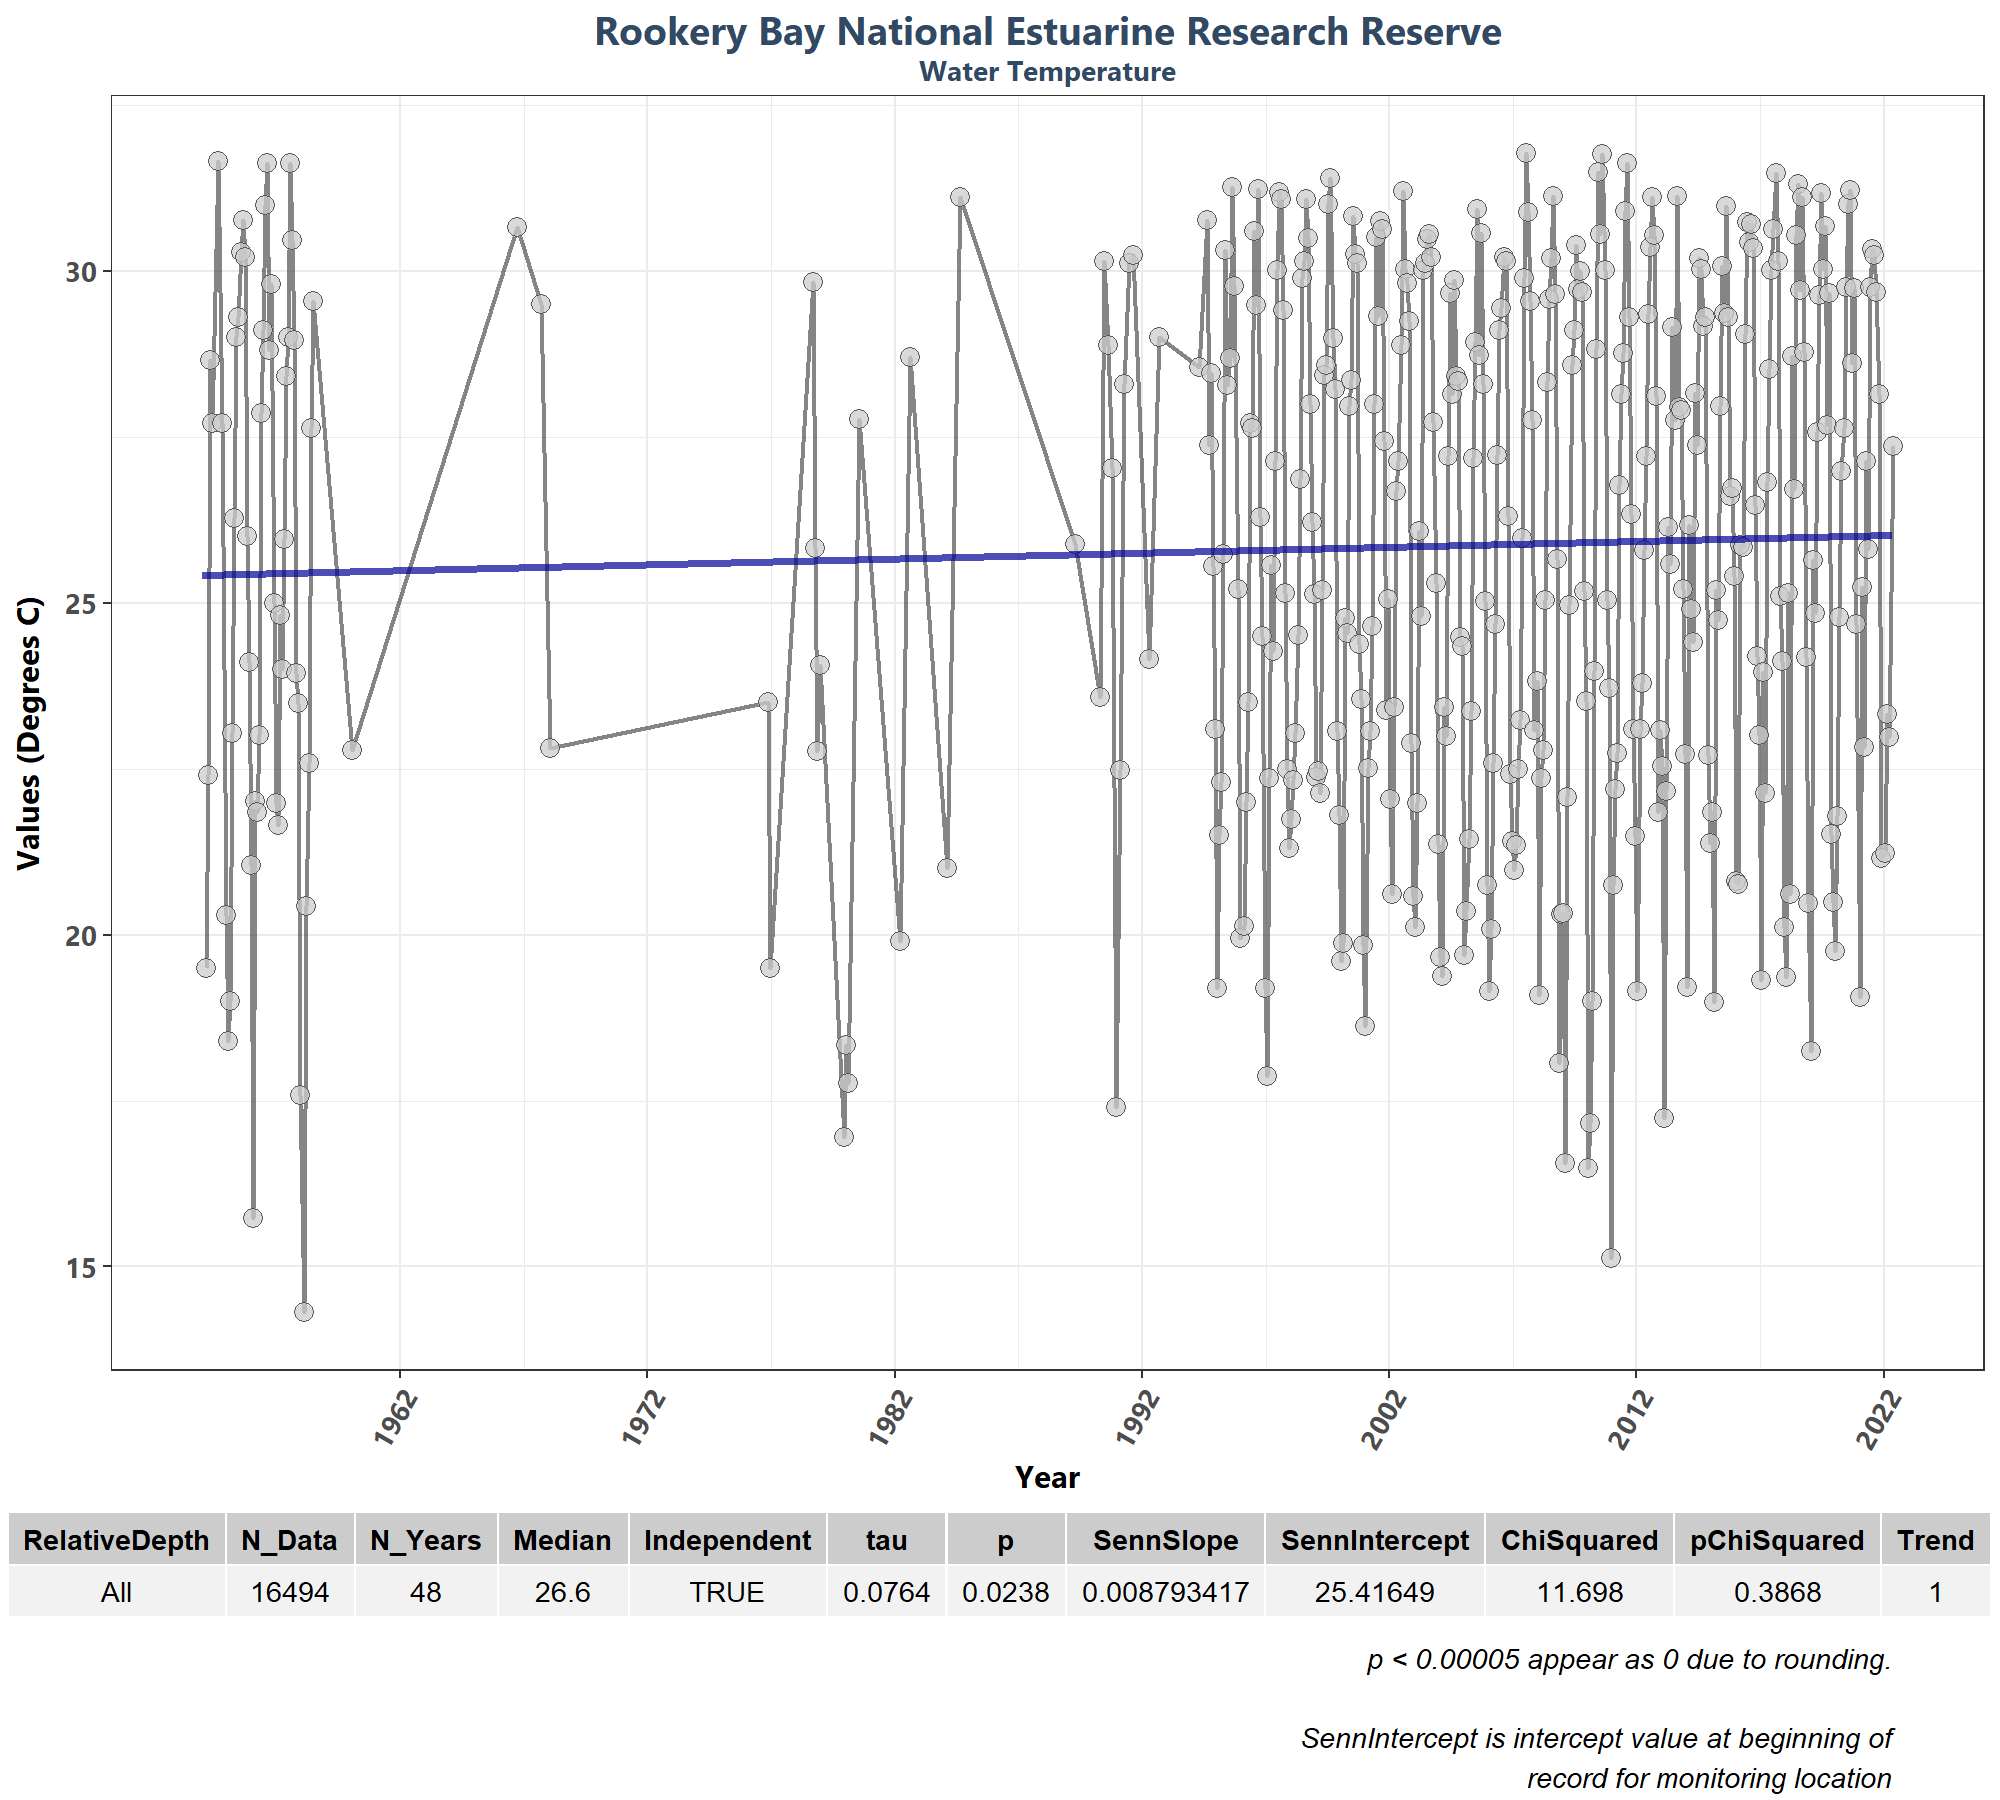 Rookery Bay National Estuarine Research Reserve
Water Temperature
Values (Degrees C)
30
25
20
15
1962 1972 1982 1992 2002 2012 2022
Year
RelativeDepth N_Data N_Years Median Independent tau p SennSlope SennIntercept ChiSquared pChiSquared Trend
All 16494 48 26.6 TRUE 0.0764 0.0238 0.008793417 25.41649 11.698 0.3868 1
p < 0.00005 appear as 0 due to rounding.
SennIntercept is intercept value at beginning of
record for monitoring location